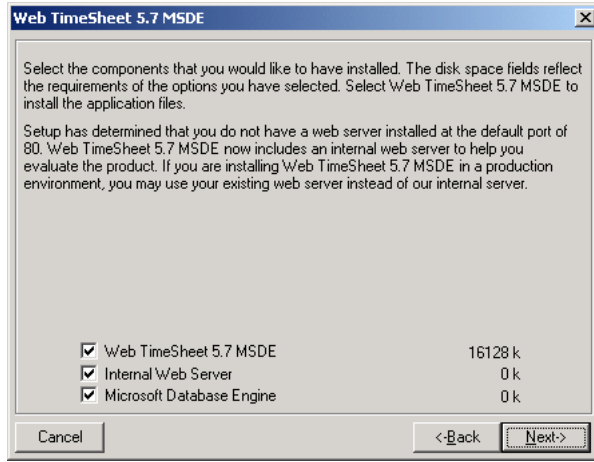 Web TimeSheet 5.7 MSDE
Select the components that you would like to have installed. The disk space fields reflect
the requirements of the options you have selected. Select Web TimeSheet 5.7 MSDE to
install the application files.
Setup has determined that you do not have a web server installed at the default port of
80. Web TimeSheet 5.7 MSDE now includes an internal web server to help you
evaluate the product. If you are installing Web TimeSheet 5.7 MSDE in a production
environment, you may use your existing web server instead of our internal server.
Web TimeSheet 5.7 MSDE 16128 k
Internal Web Server 0 k
Microsoft Database Engine 0 k
Cancel <-Back Next->